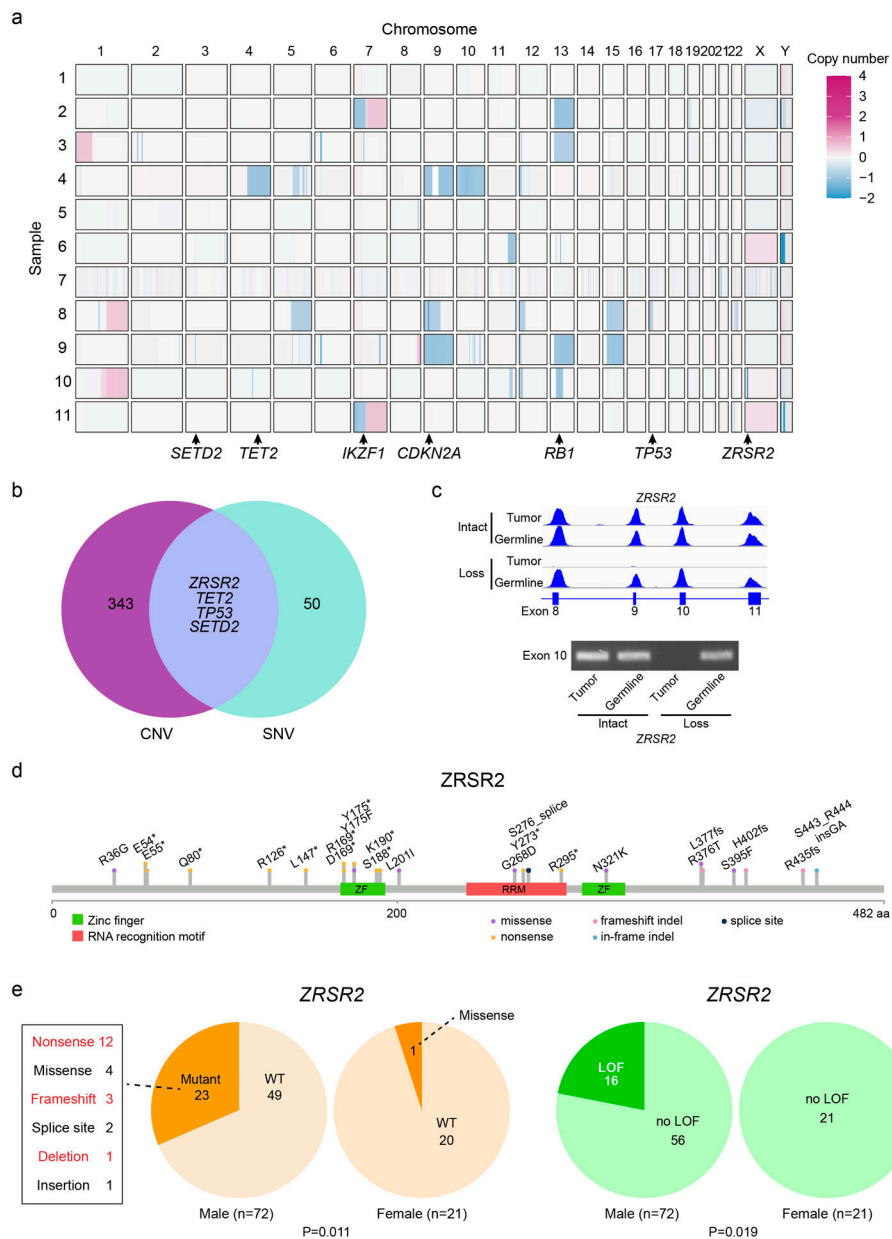 a
Chromosome
1 2 3 4 5 6 7 8 9 10 11 12 13 14 15 16 17 18 19 20 21 22 X Y
Copy number
4
3
2
1
0
−1
−2
Sample
1
2
3
4
5
6
7
8
9
10
11
SETD2 TET2 IKZF1 CDKN2A RB1 TP53 ZRSR2
b
343
ZRSR2
TET2
TP53
SETD2
50
CNV SNV
c
ZRSR2
Intact
Tumor
Germline
Loss
Tumor
Germline
Exon
8 9 10 11
Exon 10
Tumor Germline Tumor Germline
Intact Loss
ZRSR2
d
ZRSR2
R36G
E54*
E55*
Q80*
R126*
L147*
D169*
R169*
Y175*
Y175F
S188*
K190*
L201I
G268D
Y273*
S276_splice
R295*
N321K
R376T
L377fs
S395F
H402fs
R435fs
S443_R444
insGA
ZF RRM ZF
0 200 482 aa
Zinc finger
RNA recognition motif
missense
nonsense
frameshift indel
in-frame indel
splice site
e
ZRSR2
Nonsense 12
Missense 4
Frameshift 3
Splice site 2
Deletion 1
Insertion 1
Mutant
23
WT
49
Male (n=72)
1
Missense
WT
20
Female (n=21)
P=0.011
ZRSR2
LOF
16
no LOF
56
Male (n=72)
no LOF
21
Female (n=21)
P=0.019